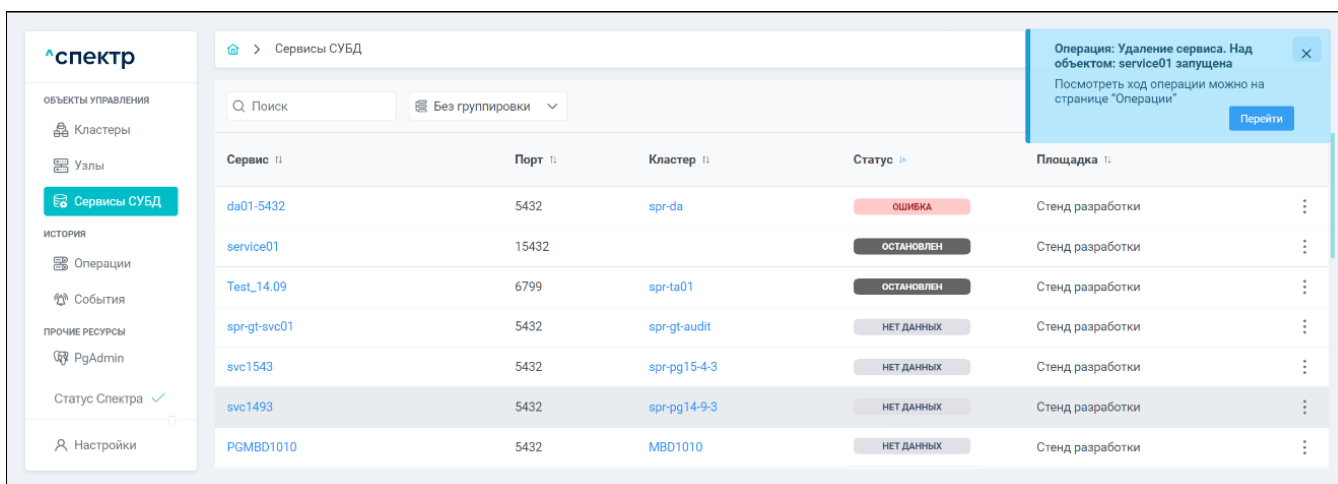 ^спектр
ОБЪЕКТЫ УПРАВЛЕНИЯ
Кластеры
Узлы
Сервисы СУБД
ИСТОРИЯ
Операции
События
ПРОЧИЕ РЕСУРСЫ
PgAdmin
Статус Спектра
Настройки
> Сервисы СУБД
Поиск
Без группировки
Операция: Удаление сервиса. Над
объектом: service01 запущена
Посмотреть ход операции можно на
странице “Операции”
Перейти
Сервис Порт Кластер Статус Площадка
da01-5432 5432 spr-da ОШИБКА Стенд разработки
service01 15432 ОСТАНОВЛЕН Стенд разработки
Test_14.09 6799 spr-ta01 ОСТАНОВЛЕН Стенд разработки
spr-gt-svc01 5432 spr-gt-audit НЕТ ДАННЫХ Стенд разработки
svc1543 5432 spr-pg15-4-3 НЕТ ДАННЫХ Стенд разработки
svc1493 5432 spr-pg14-9-3 НЕТ ДАННЫХ Стенд разработки
PGMBD1010 5432 MBD1010 НЕТ ДАННЫХ Стенд разработки